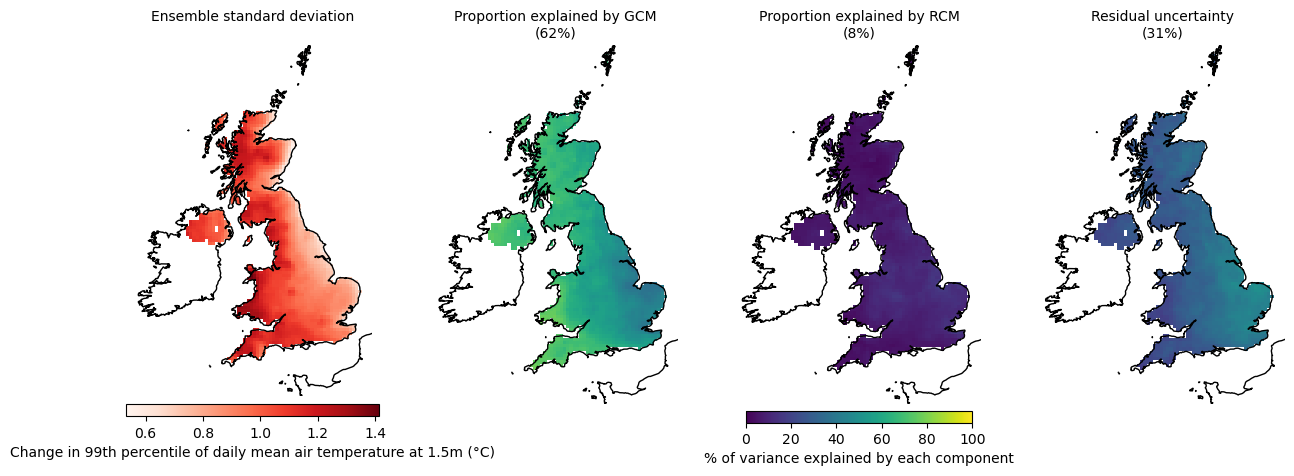 Ensemble standard deviation
Proportion explained by GCM
(62%)
Proportion explained by RCM
(8%)
Residual uncertainty
(31%)
0.6 0.8 1.0 1.2 1.4
Change in 99th percentile of daily mean air temperature at 1.5m (°C)
0 20 40 60 80 100
% of variance explained by each component